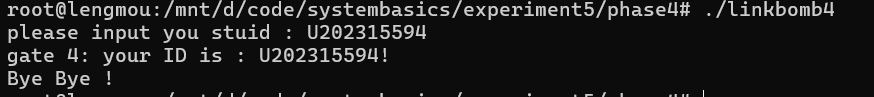 root@lengmou:/mnt/d/code/systembasics/experiment5/phase4# ./linkbomb4
please input you stuid : U202315594
gate 4: your ID is : U202315594!
Bye Bye !